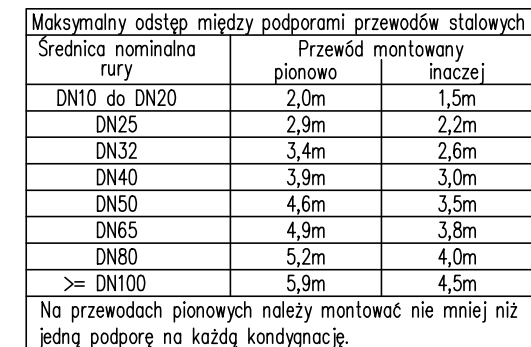 Maksymalny odstęp między podporami przewodów stalowych
Średnica nominalna rury Przewód montowany
pionowo inaczej
DN10 do DN20 2,0m 1,5m
DN25 2,9m 2,2m
DN32 3,4m 2,6m
DN40 3,9m 3,0m
DN50 4,6m 3,5m
DN65 4,9m 3,8m
DN80 5,2m 4,0m
>= DN100 5,9m 4,5m
Na przewodach pionowych należy montować nie mniej niż
jedną podporę na każdą kondygnację.